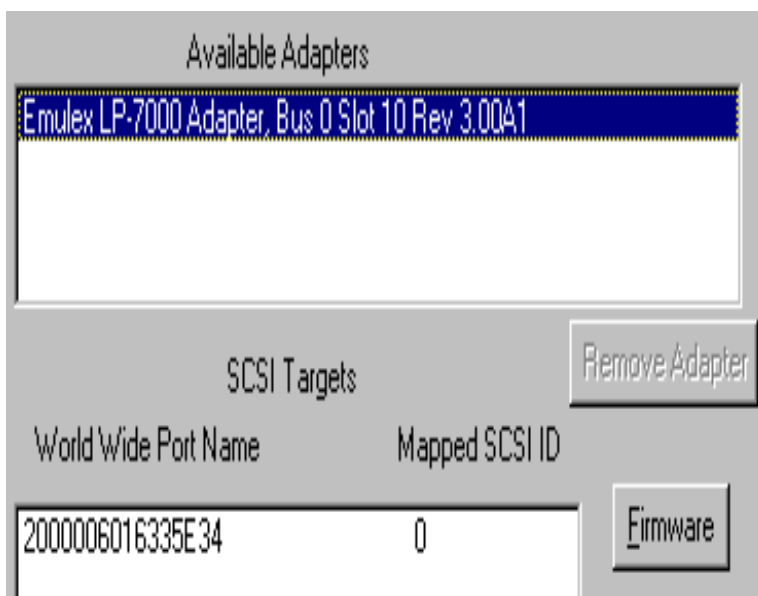 Available Adapters
Emulex LP-7000 Adapter, Bus 0 Slot 10 Rev 3.00A1
Remove Adapter
SCSI Targets
World Wide Port Name Mapped SCSI ID
2000006016335E34 0
Firmware